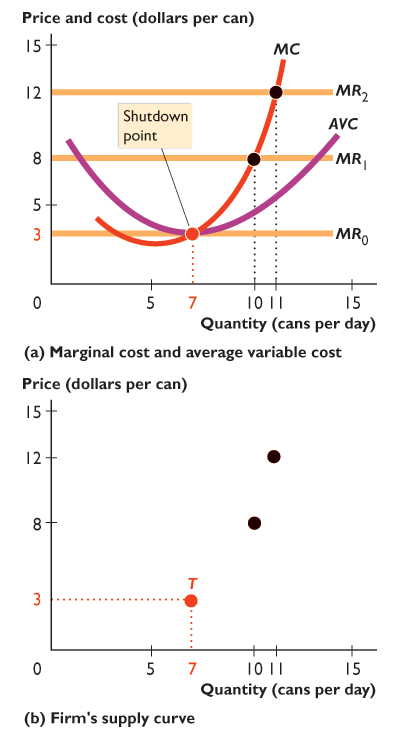 Price and cost (dollars per can)
15
MC
12
MR2
Shutdown
point
AVC
8
MR1
5
3
MR0
0
5
7
10
11
15
Quantity (cans per day)
(a) Marginal cost and average variable cost
Price (dollars per can)
15
12
8
T
3
0
5
7
10
11
15
Quantity (cans per day)
(b) Firm's supply curve